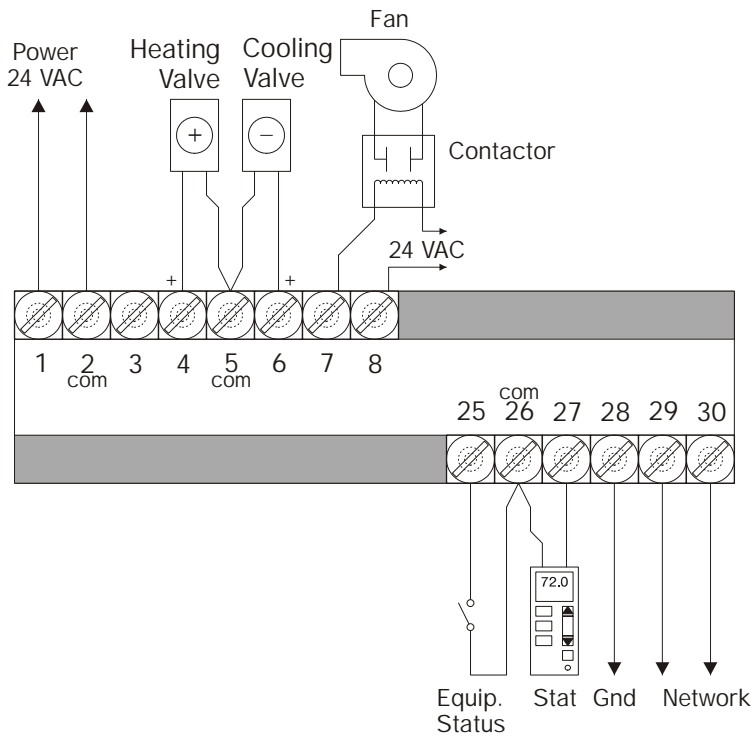 Fan
Power
24 VAC
Heating
Valve
Cooling
Valve
+
−
Contactor
24 VAC
+ +
1 2 3 4 5 6 7 8
com com
com
25 26 27 28 29 30
72.0
Equip.
Status
Stat
Gnd
Network